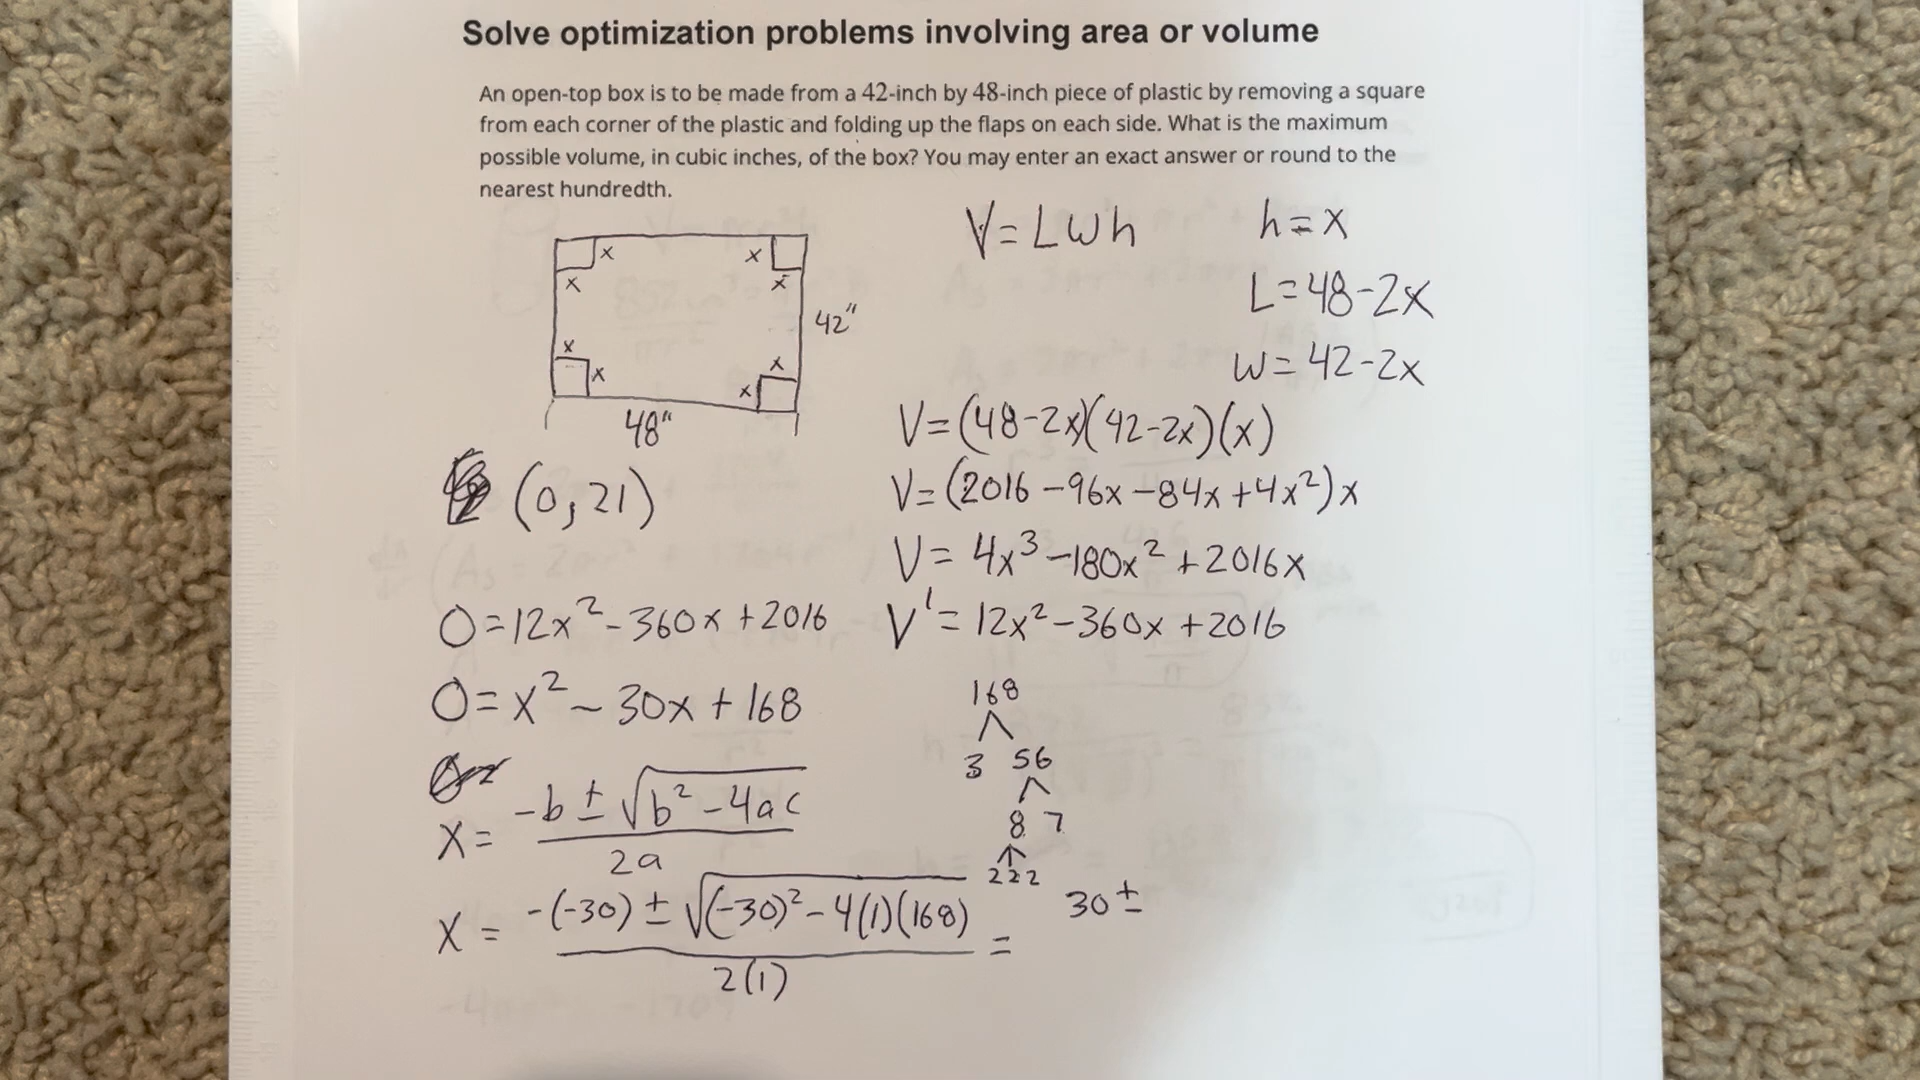 Solve optimization problems involving area or volume
An open-top box is to be made from a 42-inch by 48-inch piece of plastic by removing a square
from each corner of the plastic and folding up the flaps on each side. What is the maximum
possible volume, in cubic inches, of the box? You may enter an exact answer or round to the
nearest hundredth.
V = L w h
h = x
L = 48 - 2x
w = 42 - 2x
x x
x x
42"
x x
x x
48"
V = (48 - 2x)(42 - 2x)(x)
(0, 21)
V = (2016 - 96x - 84x + 4x²) x
V = 4x³ - 180x² + 2016x
V' = 12x² - 360x + 2016
0 = 12x² - 360x + 2016
0 = x² - 30x + 168
168
3 56
8 7
2 2 2
x = -b ± √b² - 4ac
2a
x = -(-30) ± √(-30)² - 4(1)(168) = 30 ±
2(1)